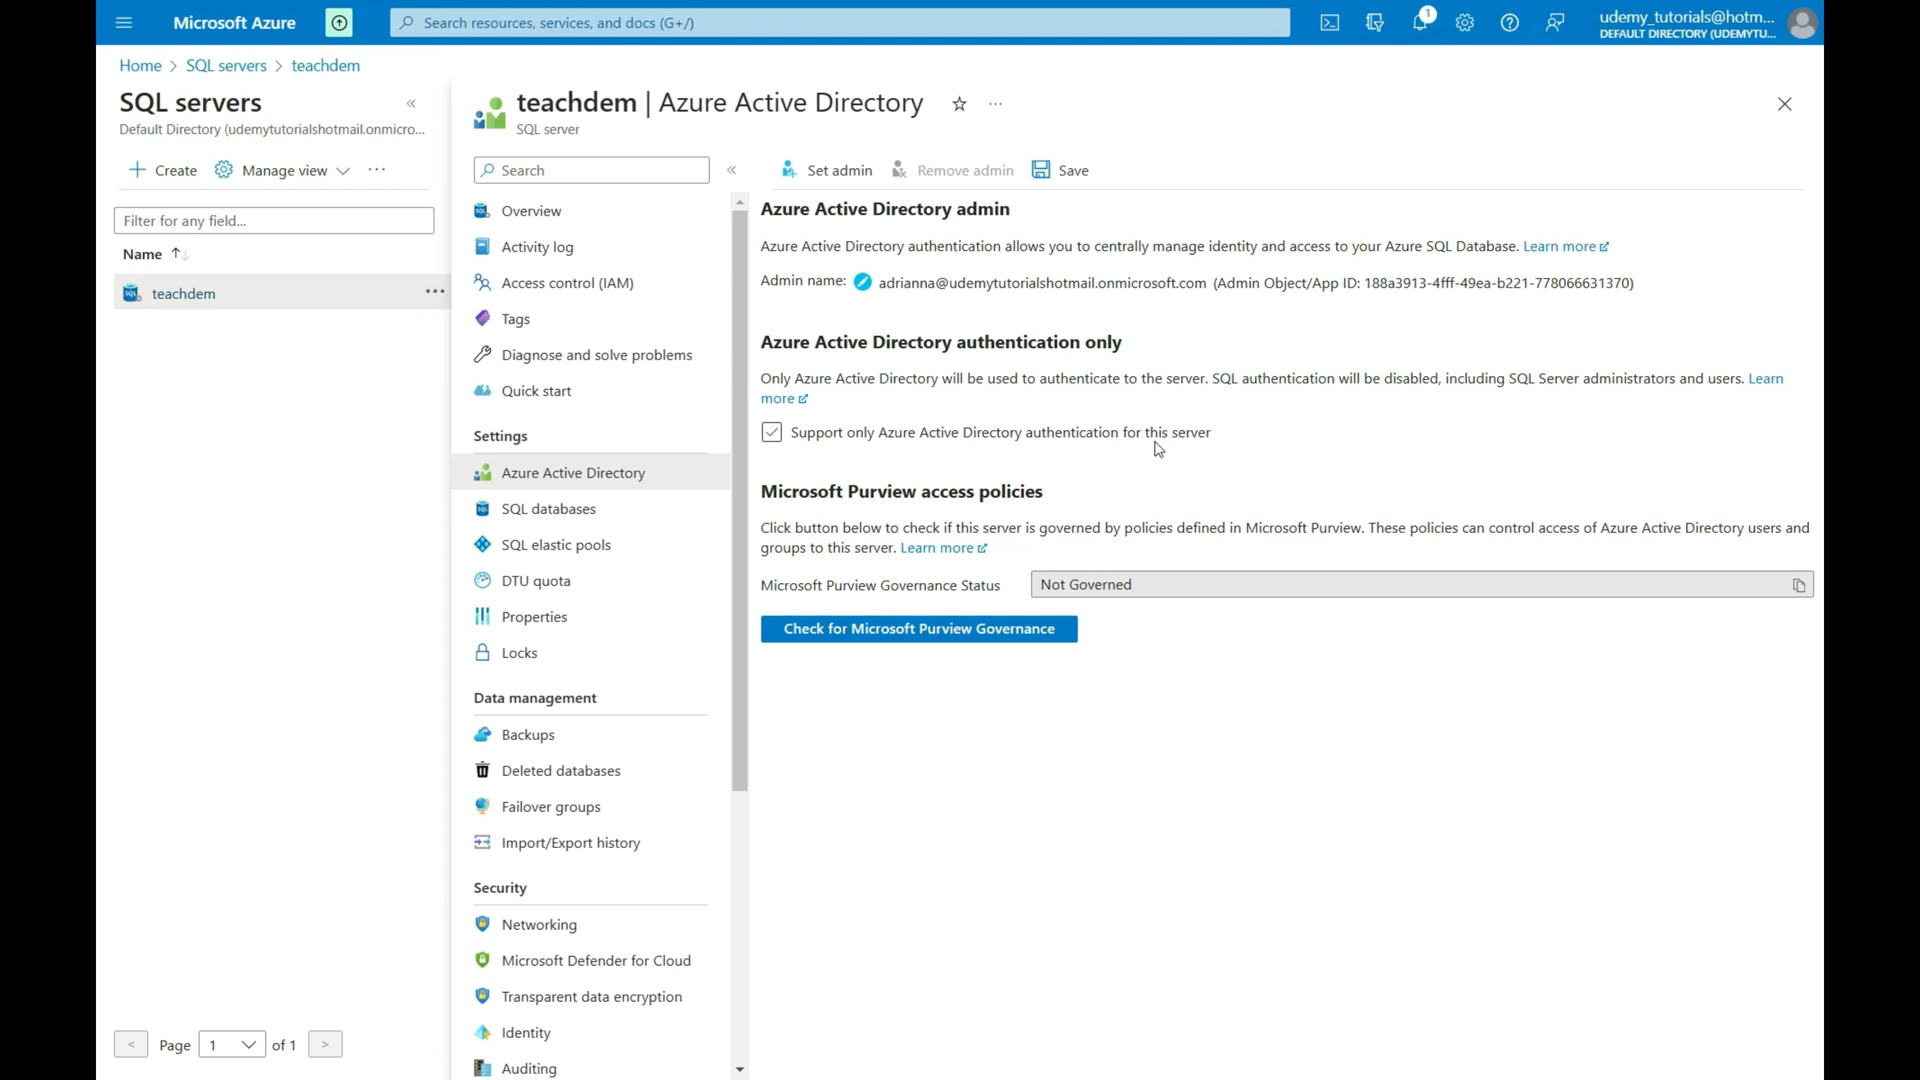 Microsoft Azure
Search resources, services, and docs (G+/)
1
udemy_tutorials@hotm...
DEFAULT DIRECTORY (UDEMYTU...
Home > SQL servers > teachdem
SQL servers
Default Directory (udemytutorialshotmail.onmicro...
Create
Manage view
Filter for any field...
Name
SQL teachdem
Page 1 of 1
teachdem | Azure Active Directory
SQL server
Search
SQL Overview
Activity log
Access control (IAM)
Tags
Diagnose and solve problems
Quick start
Settings
Azure Active Directory
SQL SQL databases
SQL elastic pools
DTU quota
Properties
Locks
Data management
Backups
Deleted databases
Failover groups
Import/Export history
Security
Networking
Microsoft Defender for Cloud
Transparent data encryption
Identity
Auditing
Set admin
Remove admin
Save
Azure Active Directory admin
Azure Active Directory authentication allows you to centrally manage identity and access to your Azure SQL Database. Learn more
Admin name: adrianna@udemytutorialshotmail.onmicrosoft.com (Admin Object/App ID: 188a3913-4fff-49ea-b221-778066631370)
Azure Active Directory authentication only
Only Azure Active Directory will be used to authenticate to the server. SQL authentication will be disabled, including SQL Server administrators and users. Learn
more
Support only Azure Active Directory authentication for this server
Microsoft Purview access policies
Click button below to check if this server is governed by policies defined in Microsoft Purview. These policies can control access of Azure Active Directory users and
groups to this server. Learn more
Microsoft Purview Governance Status
Not Governed
Check for Microsoft Purview Governance